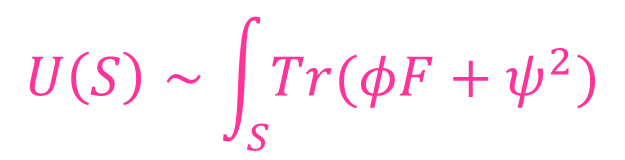 U(S) ~ ∫_S Tr(ϕF + ψ²)